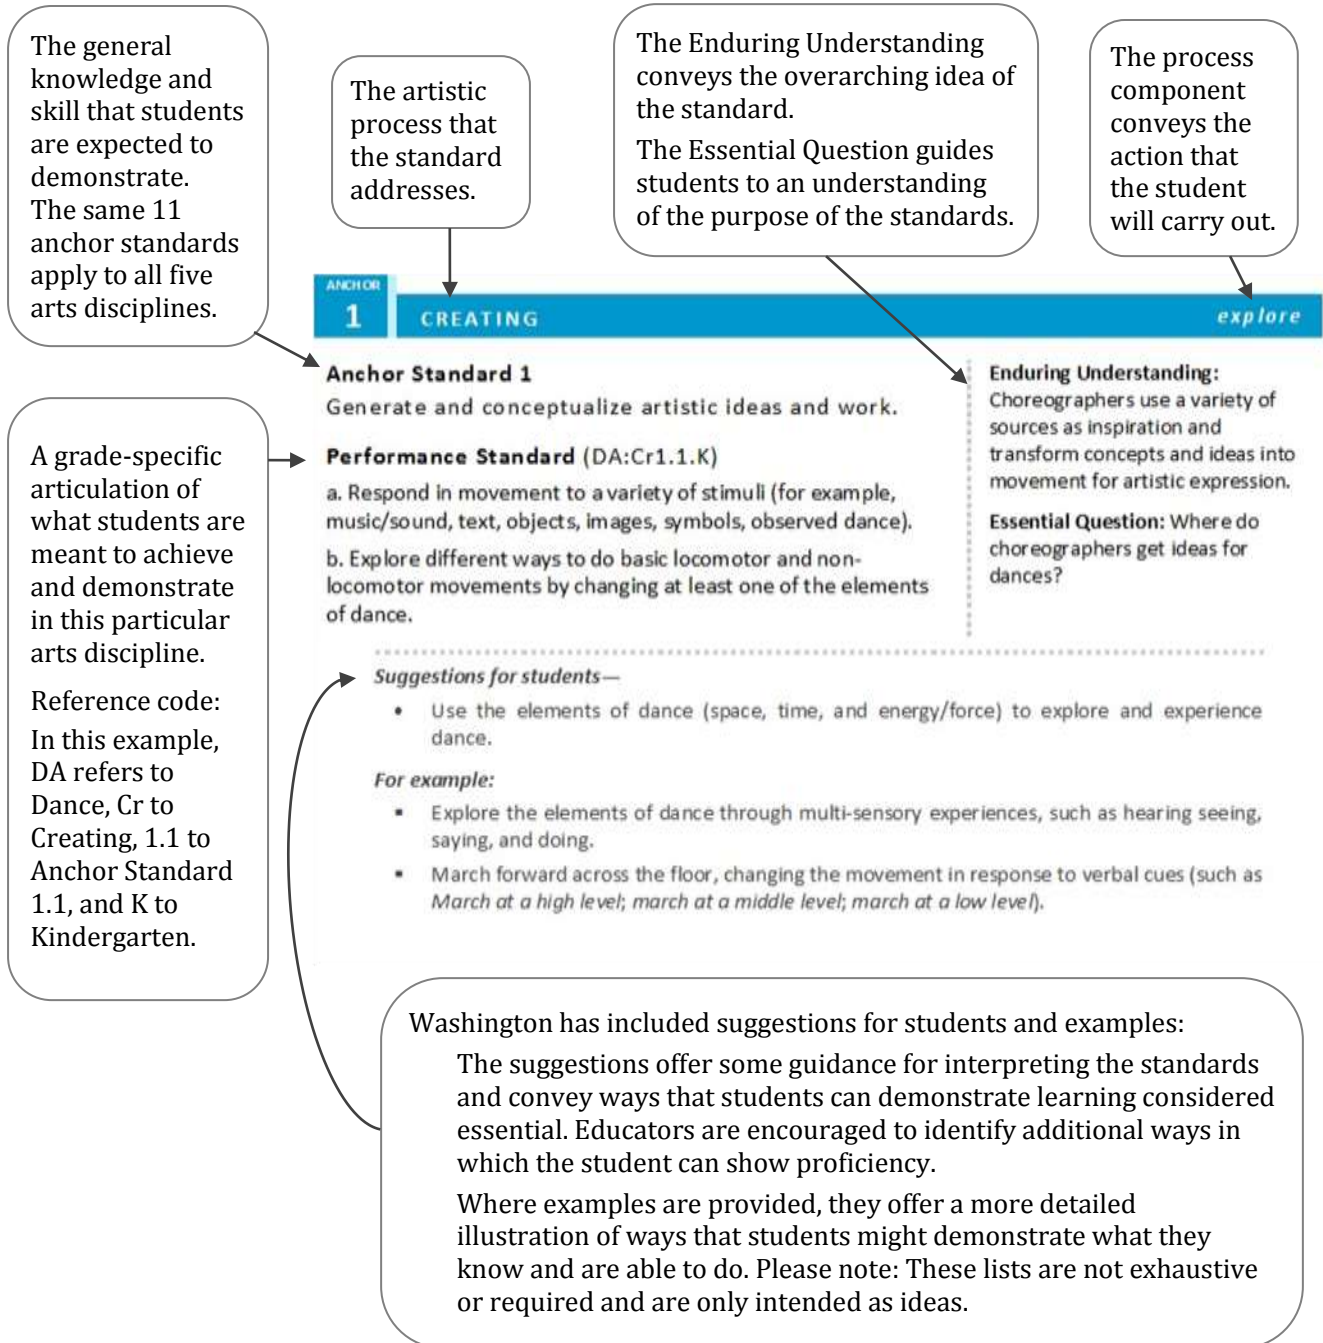 The general
knowledge and
skill that students
are expected to
demonstrate.
The same 11
anchor standards
apply to all five
arts disciplines.
The artistic
process that
the standard
addresses.
The Enduring Understanding
conveys the overarching idea of
the standard.
The Essential Question guides
students to an understanding
of the purpose of the standards.
The process
component
conveys the
action that
the student
will carry out.
ANCHOR
1
CREATING
explore
Anchor Standard 1
Generate and conceptualize artistic ideas and work.
Performance Standard (DA:Cr1.1.K)
a. Respond in movement to a variety of stimuli (for example,
music/sound, text, objects, images, symbols, observed dance).
b. Explore different ways to do basic locomotor and non-
locomotor movements by changing at least one of the elements
of dance.
Enduring Understanding:
Choreographers use a variety of
sources as inspiration and
transform concepts and ideas into
movement for artistic expression.
Essential Question: Where do
choreographers get ideas for
dances?
A grade-specific
articulation of
what students are
meant to achieve
and demonstrate
in this particular
arts discipline.
Reference code:
In this example,
DA refers to
Dance, Cr to
Creating, 1.1 to
Anchor Standard
1.1, and K to
Kindergarten.
Suggestions for students—
• Use the elements of dance (space, time, and energy/force) to explore and experience
dance.
For example:
▪ Explore the elements of dance through multi-sensory experiences, such as hearing seeing,
saying, and doing.
▪ March forward across the floor, changing the movement in response to verbal cues (such as
March at a high level; march at a middle level; march at a low level).
Washington has included suggestions for students and examples:
The suggestions offer some guidance for interpreting the standards
and convey ways that students can demonstrate learning considered
essential. Educators are encouraged to identify additional ways in
which the student can show proficiency.
Where examples are provided, they offer a more detailed
illustration of ways that students might demonstrate what they
know and are able to do. Please note: These lists are not exhaustive
or required and are only intended as ideas.